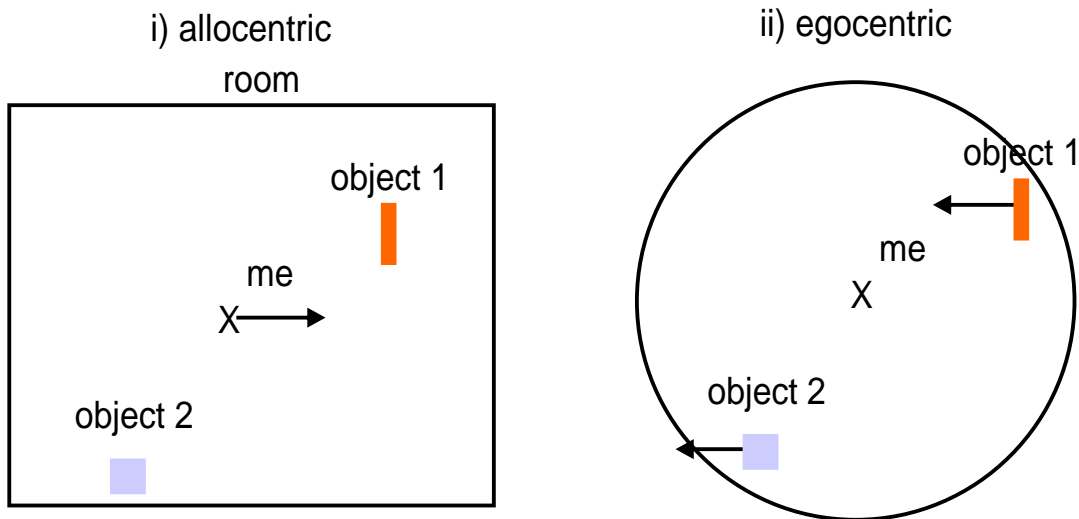 i) allocentric
room
object 1
me
X
object 2
ii) egocentric
object 1
me
X
object 2